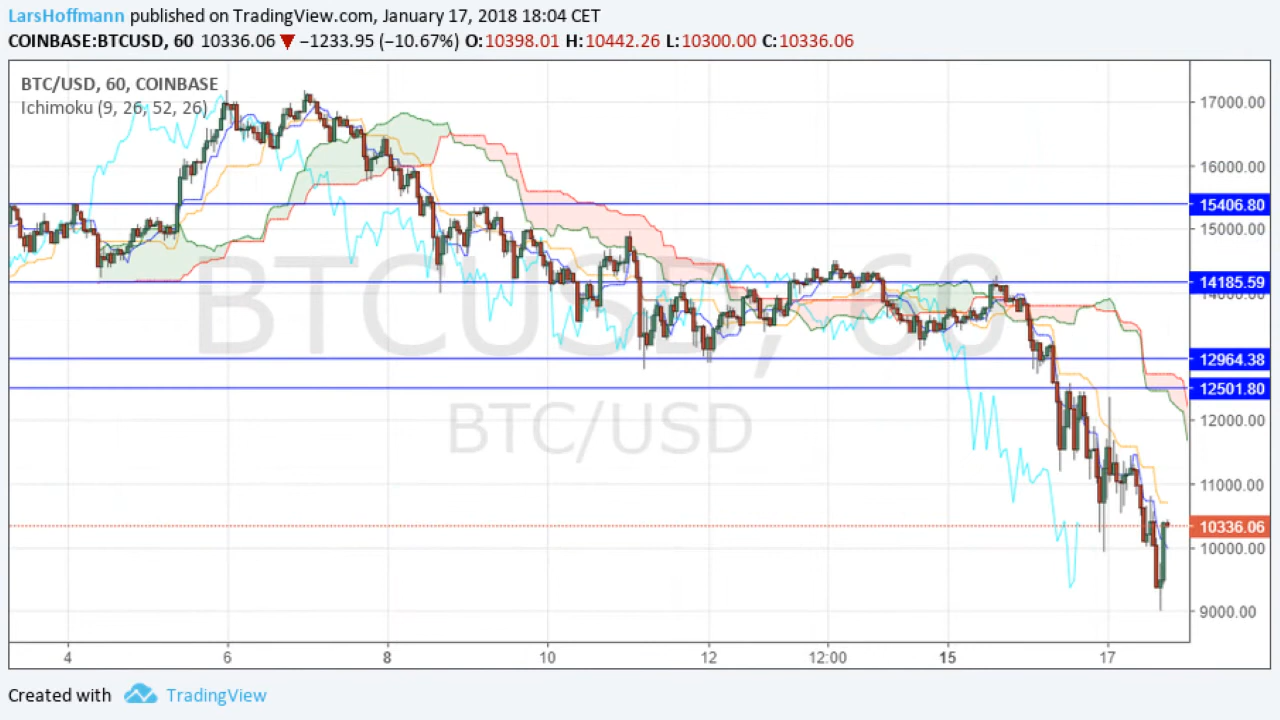 LarsHoffmann published on TradingView.com, January 17, 2018 18:04 CET
COINBASE:BTCUSD, 60 10336.06 ▼ −1233.95 (−10.67%) O:10398.01 H:10442.26 L:10300.00 C:10336.06
BTC/USD, 60, COINBASE
Ichimoku (9, 26, 52, 26)
BTCUSD, 60
BTC/USD
17000.00
16000.00
15406.80
15000.00
14185.59
14000.00
12964.38
12501.80
12000.00
11000.00
10336.06
10000.00
9000.00
4 6 8 10 12 12:00 15 17
Created with TradingView